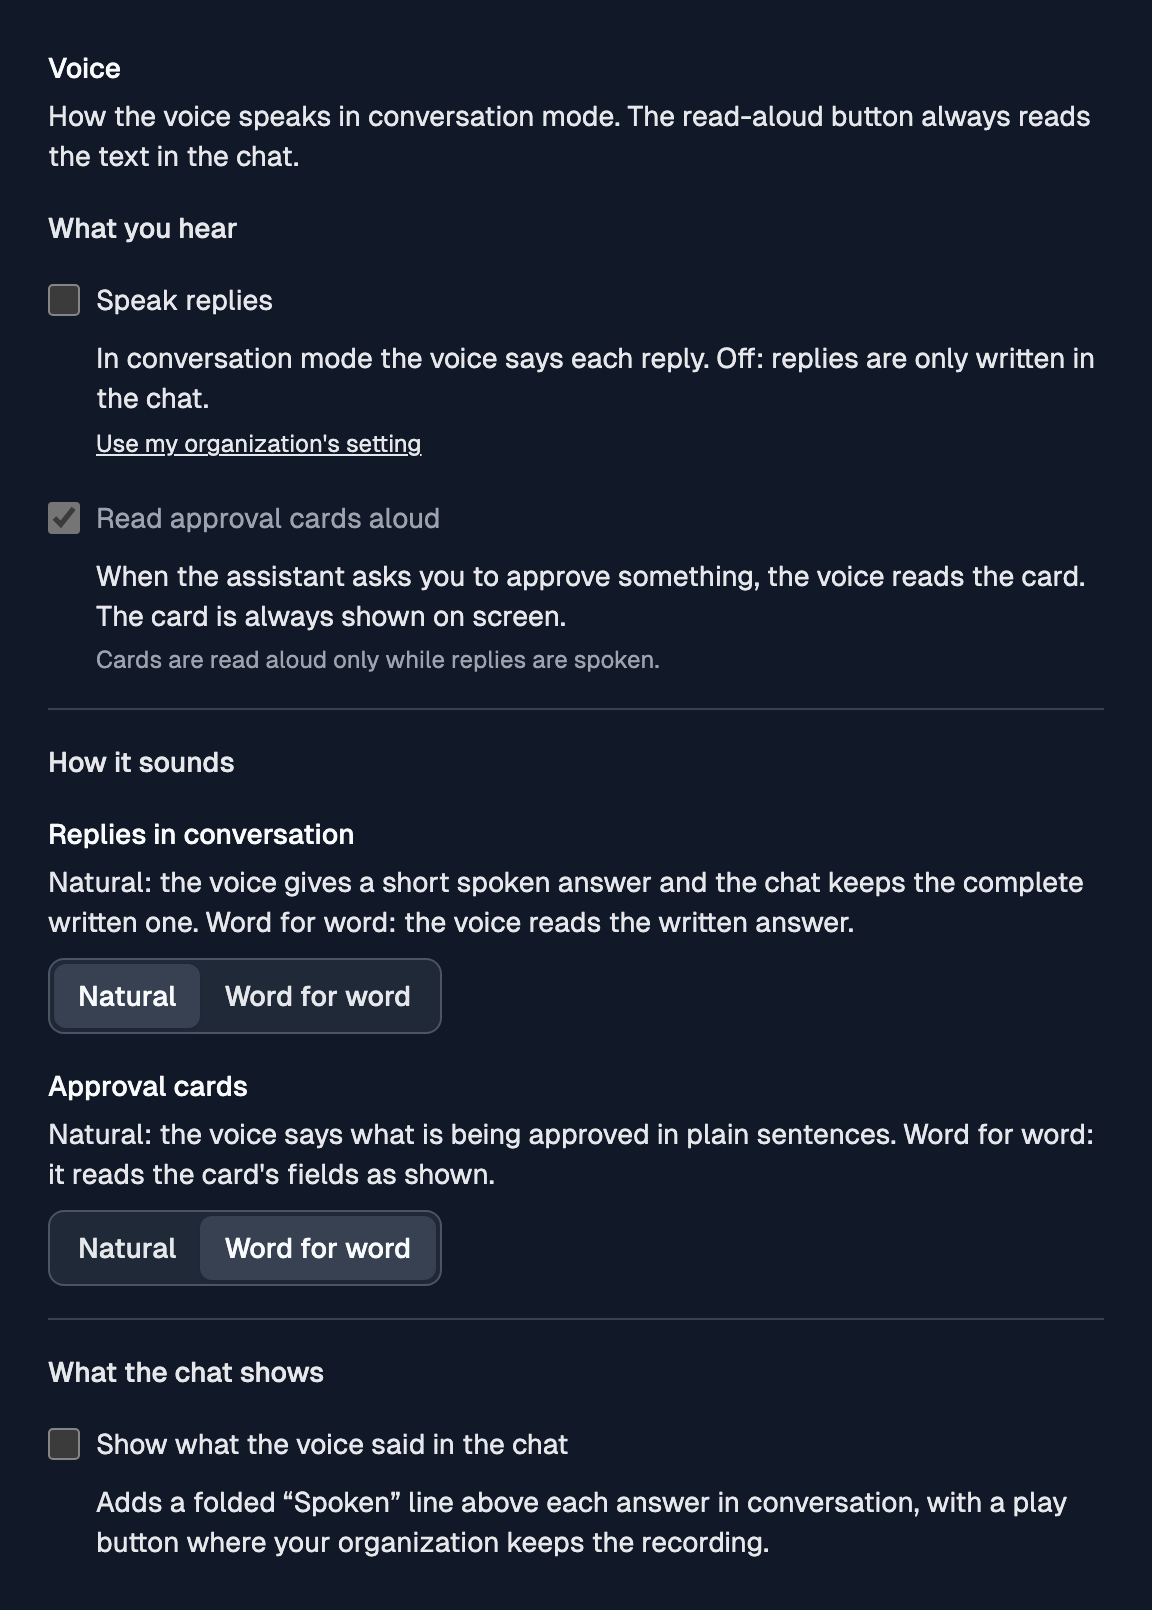 Voice
How the voice speaks in conversation mode. The read-aloud button always reads
the text in the chat.
What you hear
Speak replies
In conversation mode the voice says each reply. Off: replies are only written in
the chat.
Use my organization's setting
Read approval cards aloud
When the assistant asks you to approve something, the voice reads the card.
The card is always shown on screen.
Cards are read aloud only while replies are spoken.
How it sounds
Replies in conversation
Natural: the voice gives a short spoken answer and the chat keeps the complete
written one. Word for word: the voice reads the written answer.
Natural Word for word
Approval cards
Natural: the voice says what is being approved in plain sentences. Word for word:
it reads the card's fields as shown.
Natural Word for word
What the chat shows
Show what the voice said in the chat
Adds a folded “Spoken” line above each answer in conversation, with a play
button where your organization keeps the recording.